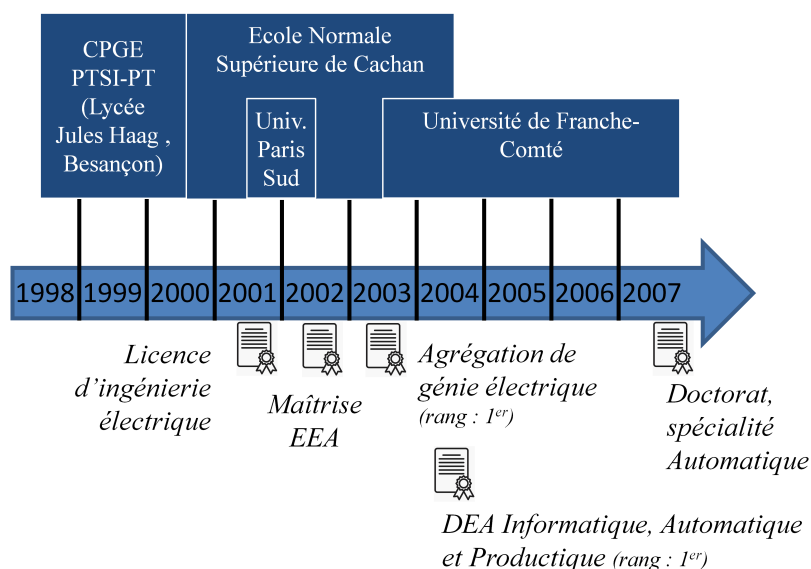 CPGE
PTSI-PT
(Lycée
Jules Haag ,
Besançon)
Ecole Normale
Supérieure de Cachan
Univ.
Paris
Sud
Université de Franche-
Comté
1998 1999 2000 2001 2002 2003 2004 2005 2006 2007
Licence
d'ingénierie
électrique
Maîtrise
EEA
Agrégation de
génie électrique
(rang : 1er)
Doctorat,
spécialité
Automatique
DEA Informatique, Automatique
et Productique (rang : 1er)